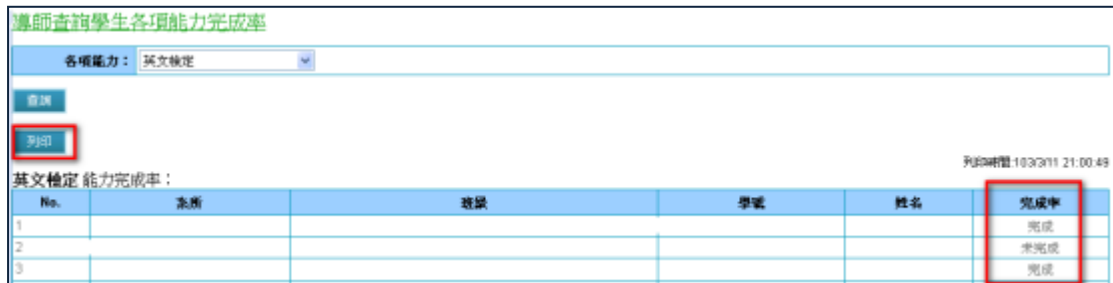 導師查詢學生各項能力完成率
各項能力： 英文檢定
查詢
列印
列印時間:103/3/11 21:00:49
英文檢定 能力完成率：
No. 系所 班級 學號 姓名 完成率
1 完成
2 未完成
3 完成